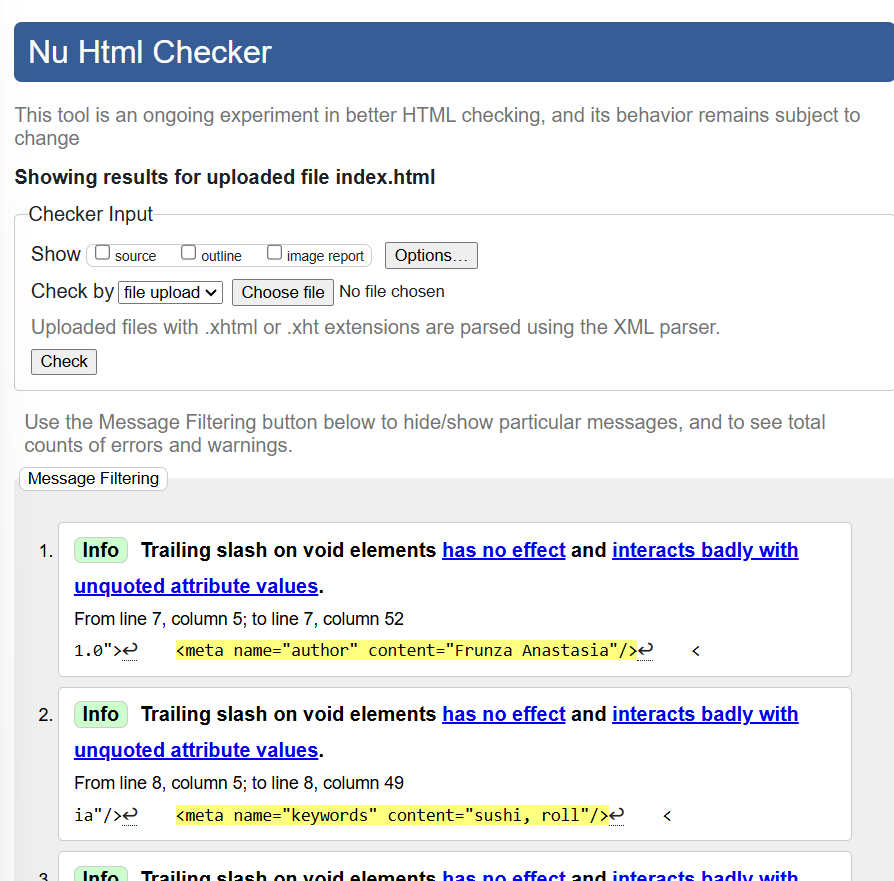 Nu Html Checker
This tool is an ongoing experiment in better HTML checking, and its behavior remains subject to
change
Showing results for uploaded file index.html
Checker Input
Show source outline image report Options...
Check by file upload Choose file No file chosen
Uploaded files with .xhtml or .xht extensions are parsed using the XML parser.
Check
Use the Message Filtering button below to hide/show particular messages, and to see total
counts of errors and warnings.
Message Filtering
1. Info Trailing slash on void elements has no effect and interacts badly with
unquoted attribute values.
From line 7, column 5; to line 7, column 52
1.0">↩ <meta name="author" content="Frunza Anastasia"/>↩ <
2. Info Trailing slash on void elements has no effect and interacts badly with
unquoted attribute values.
From line 8, column 5; to line 8, column 49
ia"/>↩ <meta name="keywords" content="sushi, roll"/>↩ <
3. Info Trailing slash on void elements has no effect and interacts badly with